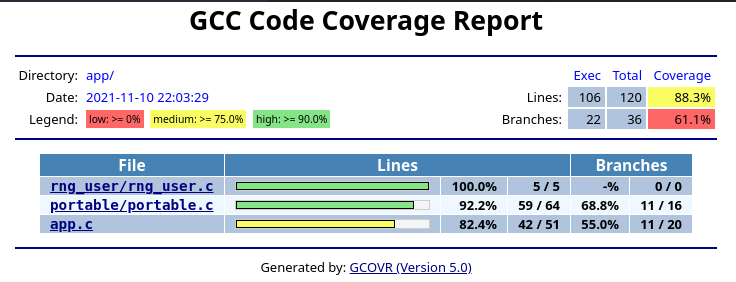 GCC Code Coverage Report
Directory: app/ Exec Total Coverage
Date: 2021-11-10 22:03:29 Lines: 106 120 88.3%
Legend: low: >= 0% medium: >= 75.0% high: >= 90.0% Branches: 22 36 61.1%
File Lines Branches
rng_user/rng_user.c 100.0% 5 / 5 -% 0 / 0
portable/portable.c 92.2% 59 / 64 68.8% 11 / 16
app.c 82.4% 42 / 51 55.0% 11 / 20
Generated by: GCOVR (Version 5.0)